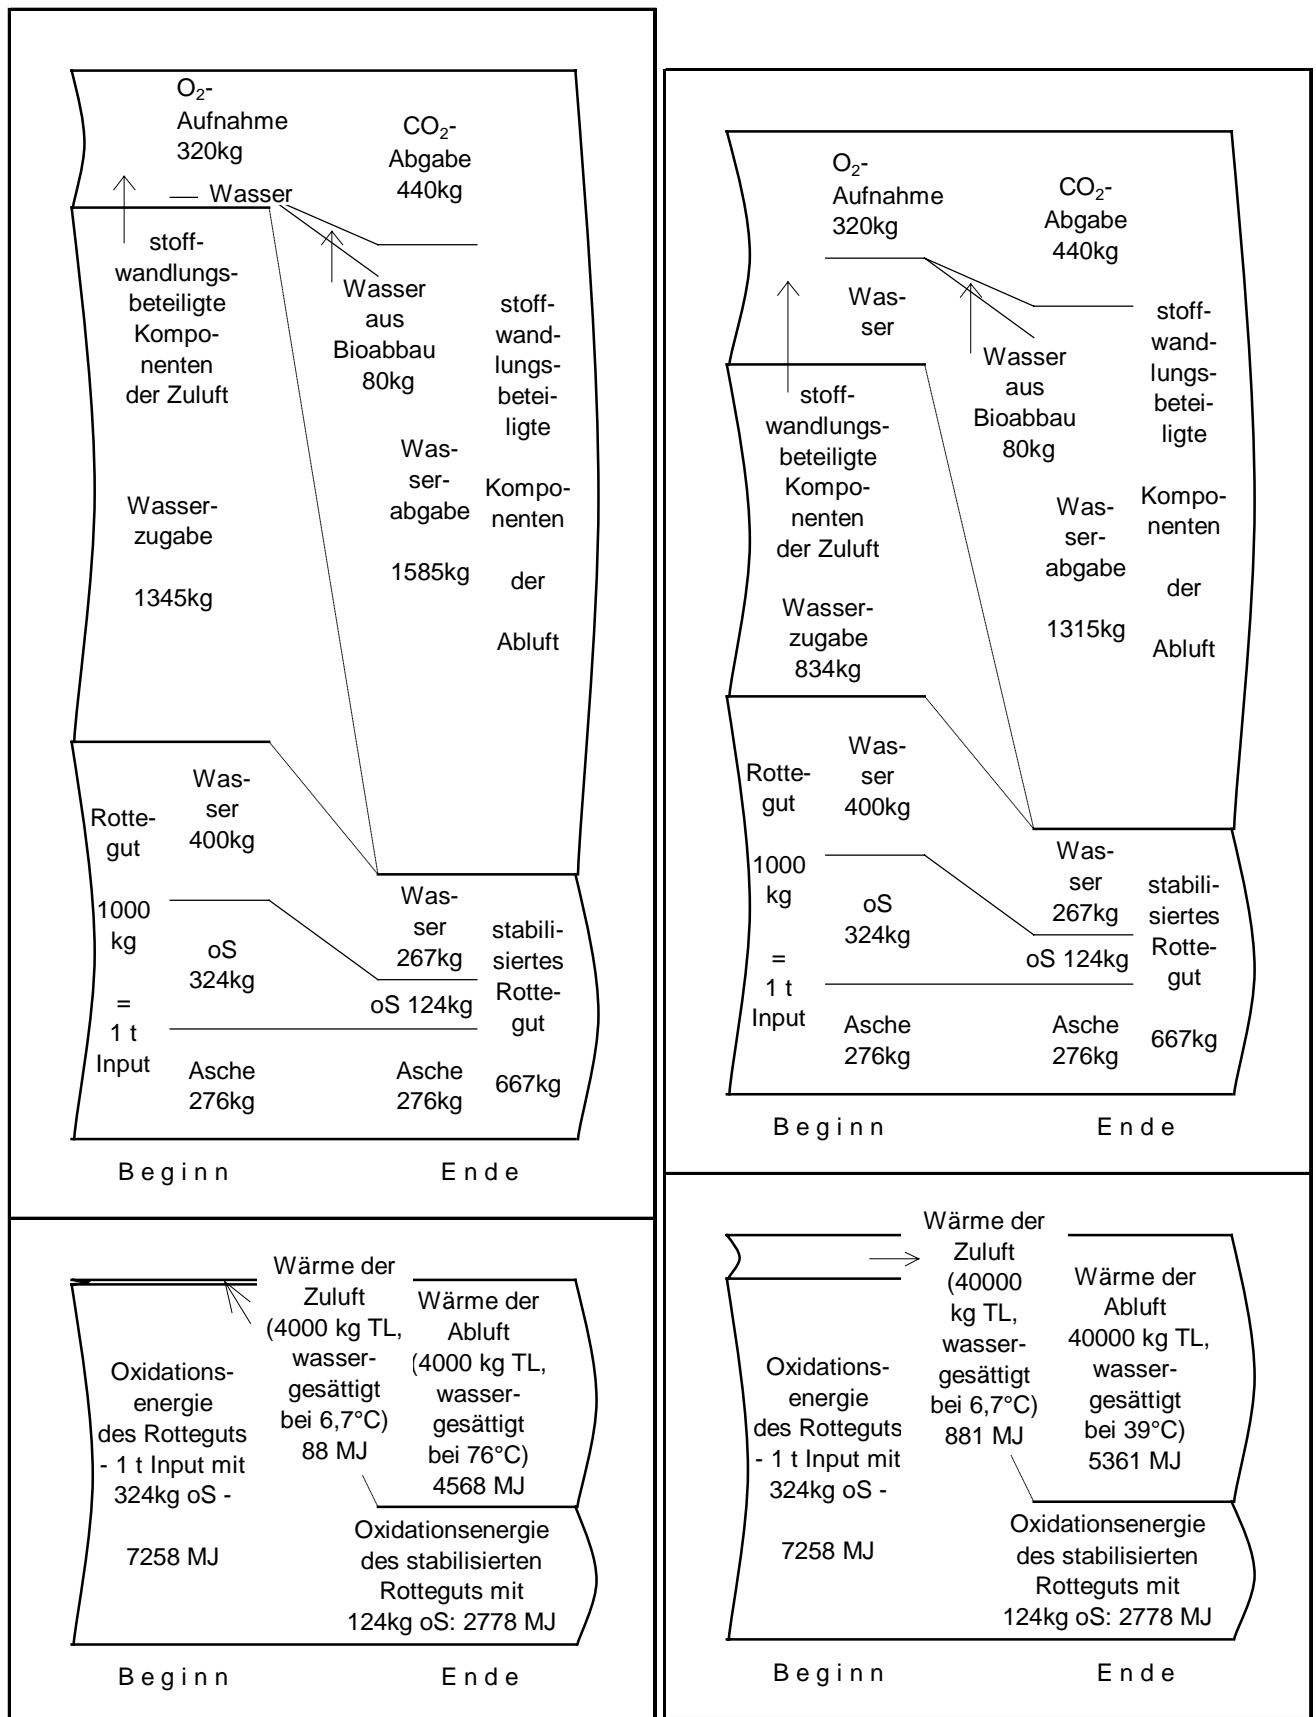 O2-
Aufnahme
320kg
CO2-
Abgabe
440kg
Wasser
stoff-
wandlungs-
beteiligte
Kompo-
nenten
der Zuluft
Wasser
aus
Bioabbau
80kg
stoff-
wand-
lungs-
betei-
ligte
Kompo-
nenten
der
Abluft
Wasser-
zugabe
1345kg
Was-
ser-
abgabe
1585kg
Rotte-
gut
1000
kg
=
1 t
Input
Was-
ser
400kg
oS
324kg
Asche
276kg
Was-
ser
267kg
oS 124kg
Asche
276kg
stabili-
siertes
Rotte-
gut
667kg
Beginn
Ende
Oxidations-
energie
des Rotteguts
- 1 t Input mit
324kg oS -
7258 MJ
Wärme der
Zuluft
(4000 kg TL,
wasser-
gesättigt
bei 6,7°C)
88 MJ
Wärme der
Abluft
(4000 kg TL,
wasser-
gesättigt
bei 76°C)
4568 MJ
Oxidationsenergie
des stabilisierten
Rotteguts mit
124kg oS: 2778 MJ
Beginn
Ende
O2-
Aufnahme
320kg
CO2-
Abgabe
440kg
Was-
ser
stoff-
wandlungs-
beteiligte
Kompo-
nenten
der Zuluft
Wasser
aus
Bioabbau
80kg
stoff-
wand-
lungs-
betei-
ligte
Kompo-
nenten
der
Abluft
Wasser-
zugabe
834kg
Was-
ser-
abgabe
1315kg
Rotte-
gut
1000
kg
=
1 t
Input
Was-
ser
400kg
oS
324kg
Asche
276kg
Was-
ser
267kg
oS 124kg
Asche
276kg
stabili-
siertes
Rotte-
gut
667kg
Beginn
Ende
Oxidations-
energie
des Rotteguts
- 1 t Input mit
324kg oS -
7258 MJ
Wärme der
Zuluft
(40000
kg TL,
wasser-
gesättigt
bei 6,7°C)
881 MJ
Wärme der
Abluft
40000 kg TL,
wasser-
gesättigt
bei 39°C)
5361 MJ
Oxidationsenergie
des stabilisierten
Rotteguts mit
124kg oS: 2778 MJ
Beginn
Ende